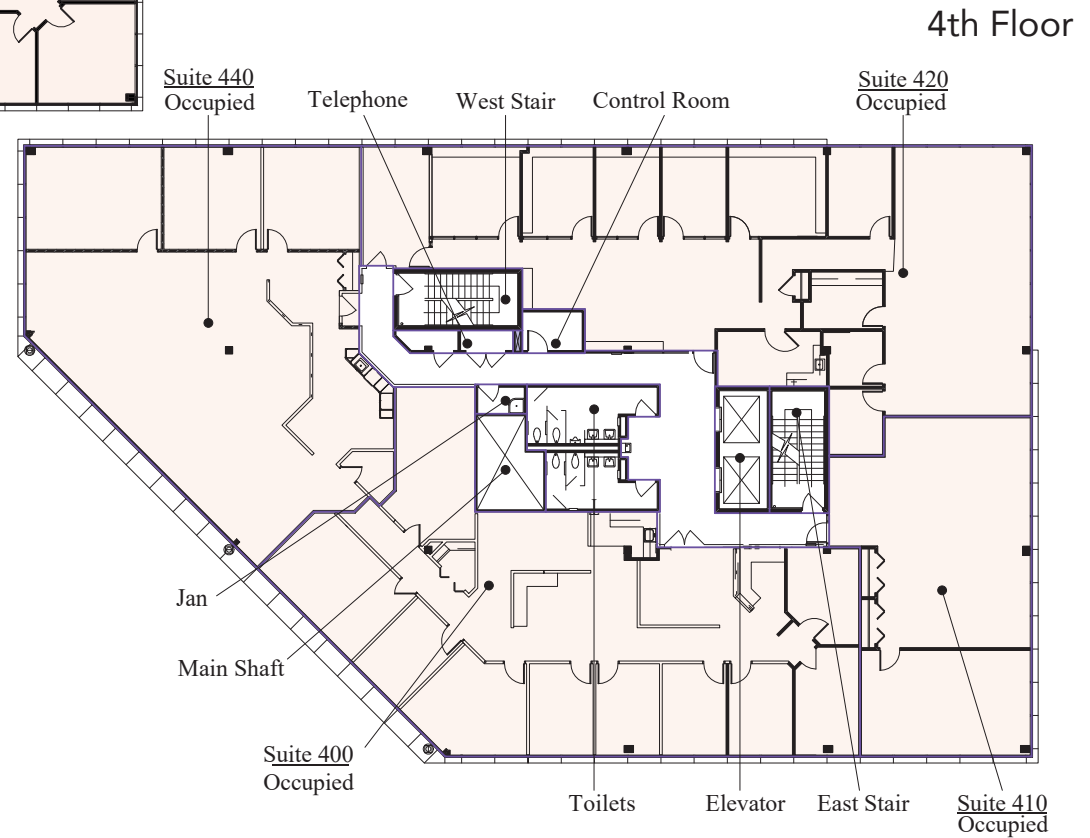 4th Floor
Suite 440
Occupied
Telephone
West Stair
Control Room
Suite 420
Occupied
Jan
Main Shaft
Suite 400
Occupied
Toilets
Elevator
East Stair
Suite 410
Occupied